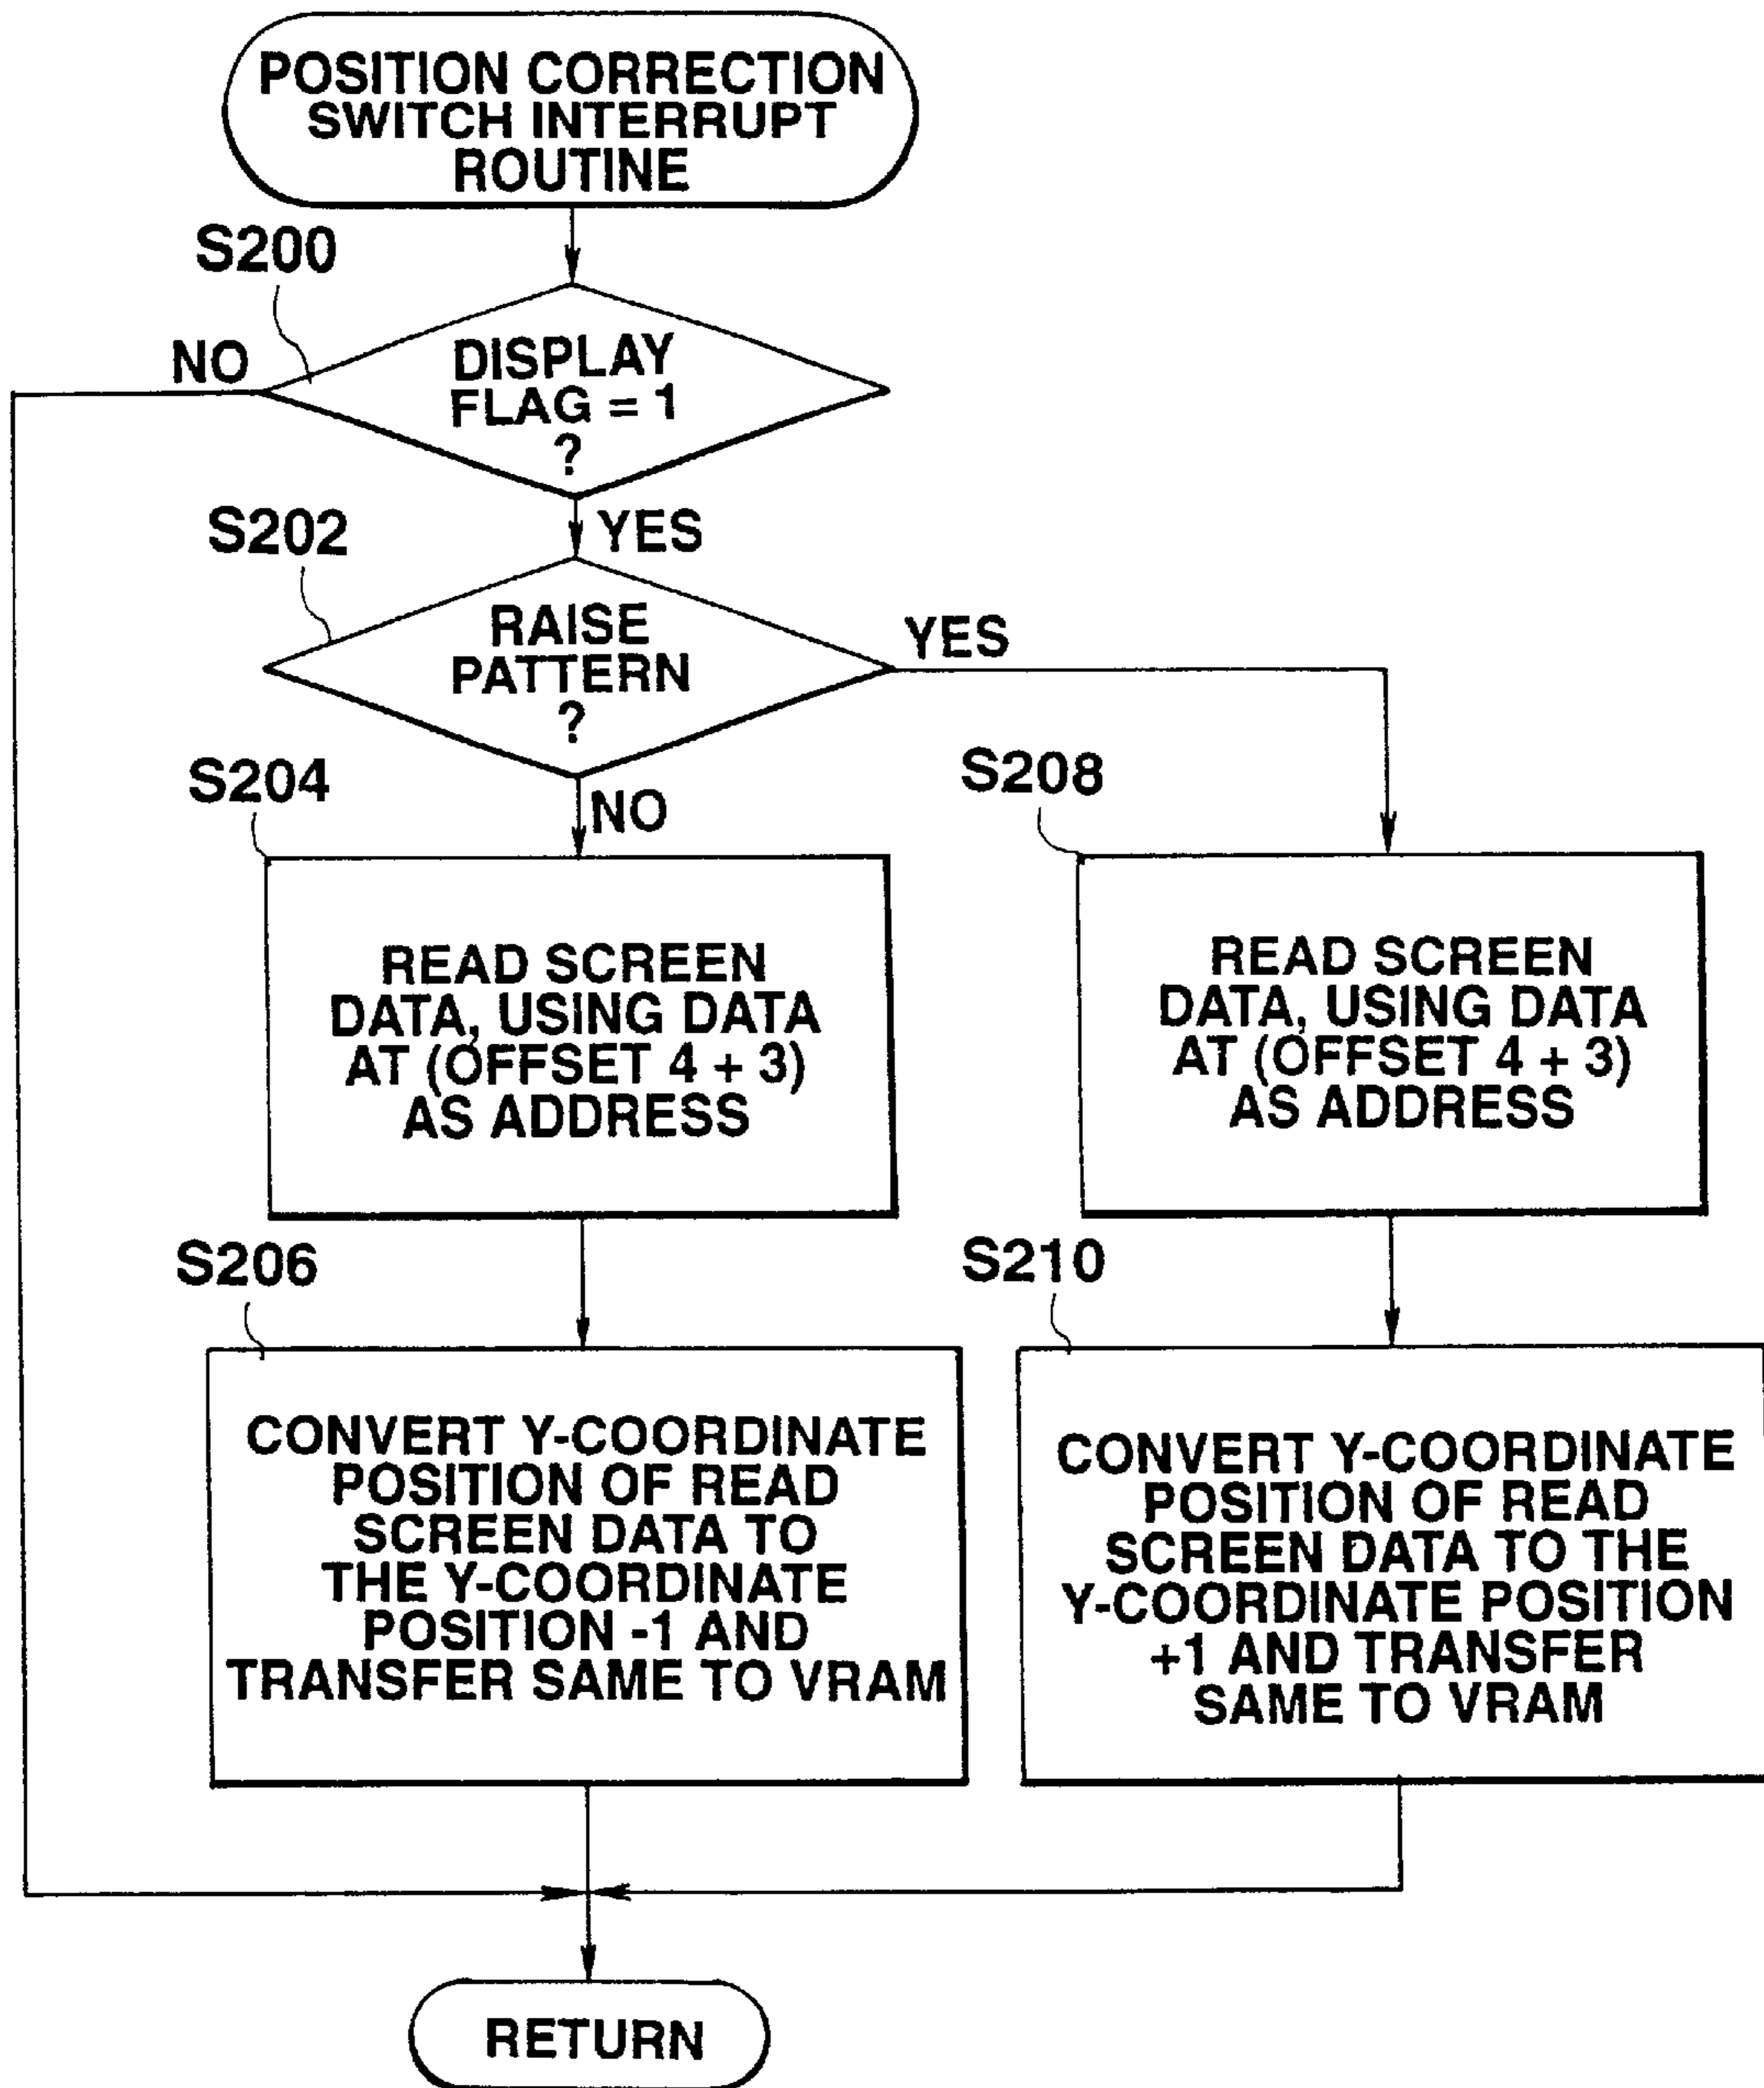 POSITION CORRECTION
SWITCH INTERRUPT
ROUTINE
S200
NO
DISPLAY
FLAG = 1
?
YES
S202
RAISE
PATTERN
?
YES
NO
S204
READ SCREEN
DATA, USING DATA
AT (OFFSET 4 + 3)
AS ADDRESS
S208
READ SCREEN
DATA, USING DATA
AT (OFFSET 4 + 3)
AS ADDRESS
S206
CONVERT Y-COORDINATE
POSITION OF READ
SCREEN DATA TO
THE Y-COORDINATE
POSITION -1 AND
TRANSFER SAME TO VRAM
S210
CONVERT Y-COORDINATE
POSITION OF READ
SCREEN DATA TO THE
Y-COORDINATE POSITION
+1 AND TRANSFER
SAME TO VRAM
RETURN